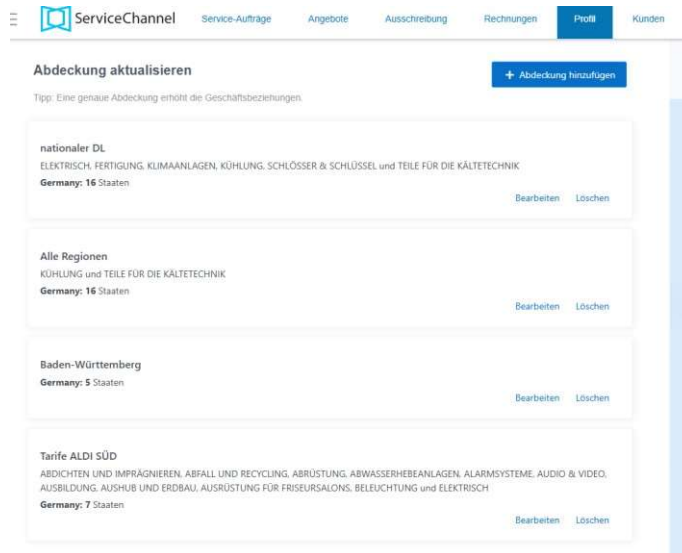 ServiceChannel Service-Aufträge Angebote Ausschreibung Rechnungen Profil Kunden
Abdeckung aktualisieren
+ Abdeckung hinzufügen
Tipp: Eine genaue Abdeckung erhöht die Geschäftsbeziehungen.
nationaler DL
ELEKTRISCH, FERTIGUNG, KLIMAANLAGEN, KÜHLUNG, SCHLÖSSER & SCHLÜSSEL und TEILE FÜR DIE KÄLTETECHNIK
Germany: 16 Staaten
Bearbeiten Löschen
Alle Regionen
KÜHLUNG und TEILE FÜR DIE KÄLTETECHNIK
Germany: 16 Staaten
Bearbeiten Löschen
Baden-Württemberg
Germany: 5 Staaten
Bearbeiten Löschen
Tarife ALDI SÜD
ABDICHTEN UND IMPRÄGNIEREN, ABFALL UND RECYCLING, ABRÜSTUNG, ABWASSERHEBEANLAGEN, ALARMSYSTEME, AUDIO & VIDEO,
AUSBILDUNG, AUSHUB UND ERDBAU, AUSRÜSTUNG FÜR FRISEURSALONS, BELEUCHTUNG und ELEKTRISCH
Germany: 7 Staaten
Bearbeiten Löschen